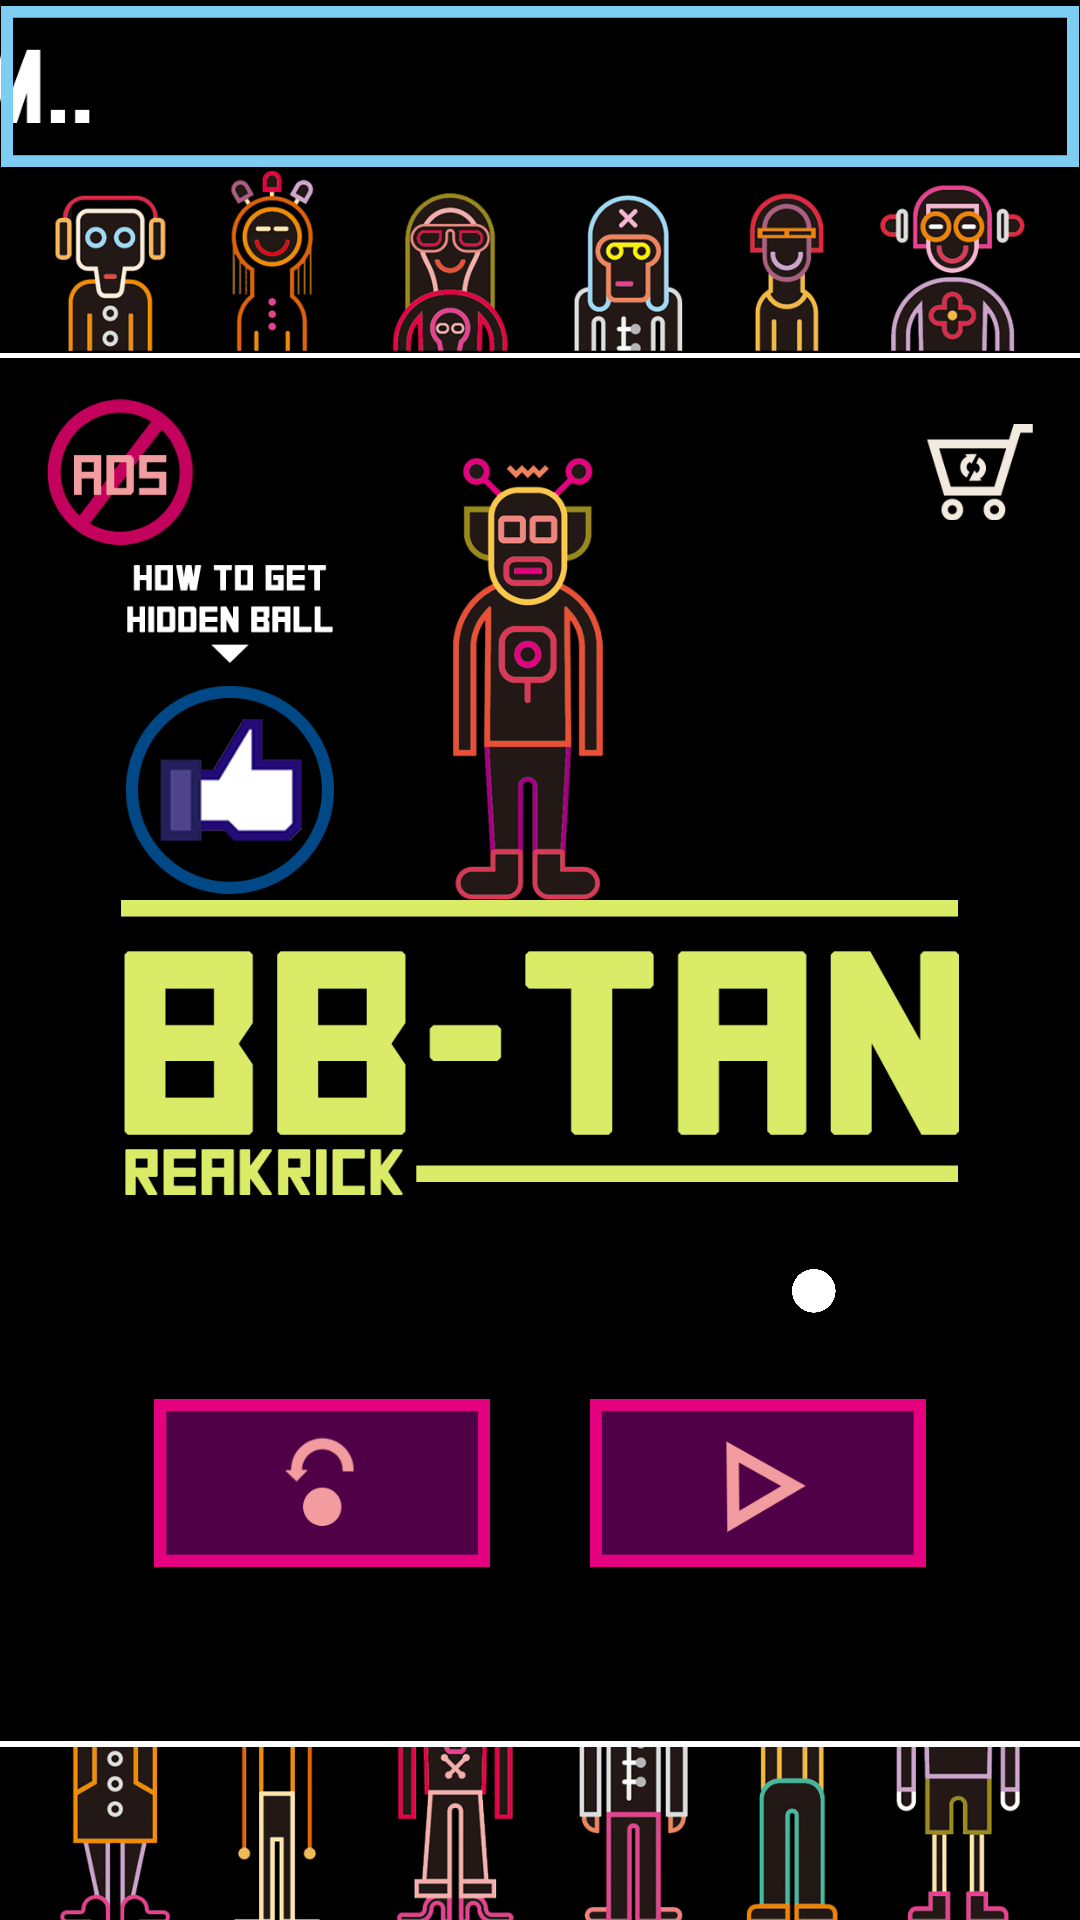 M..
ADS
HOW TO GET
HIDDEN BALL
BB-TAN
REAKRICK